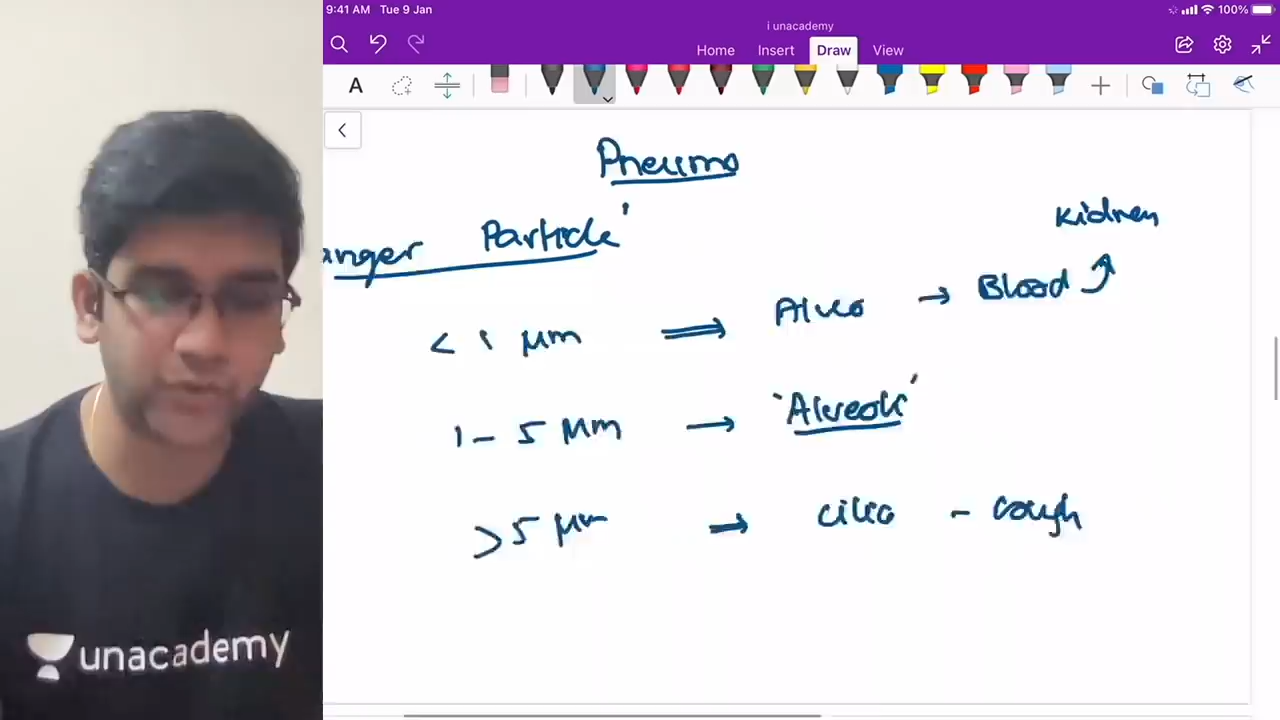 9:41 AM Tue 9 Jan
100%
i unacademy
Home Insert Draw View
A
Pneumo
anger Particle'
Kidney
< 1 μm ⟹ Alveo → Blood
1 - 5 μm → 'Alveoli'
>5 μm → cilia - cough
unacademy